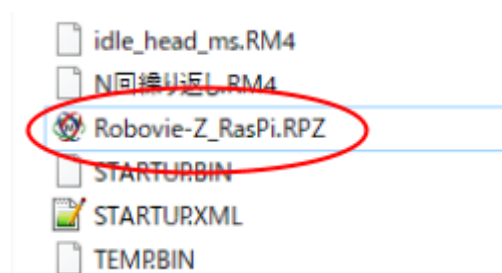 idle_head_ms.RM4
N回繰り返し.RM4
Robovie-Z_RasPi.RPZ
STARTUP.BIN
STARTUP.XML
TEMP.BIN